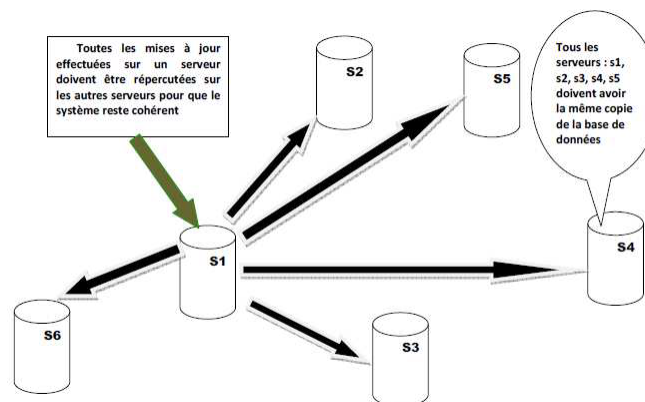 Toutes les mises à jour
effectuées sur un serveur
doivent être répercutées sur
les autres serveurs pour que le
système reste cohérent
S2
S5
Tous les
serveurs : s1,
s2, s3, s4, s5
doivent avoir
la même copie
de la base de
données
S1
S4
S6
S3